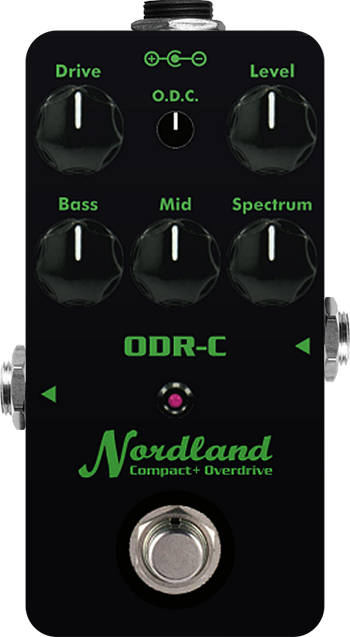 Drive
Level
O.D.C.
Bass
Mid
Spectrum
ODR-C
Nordland
Compact+ Overdrive